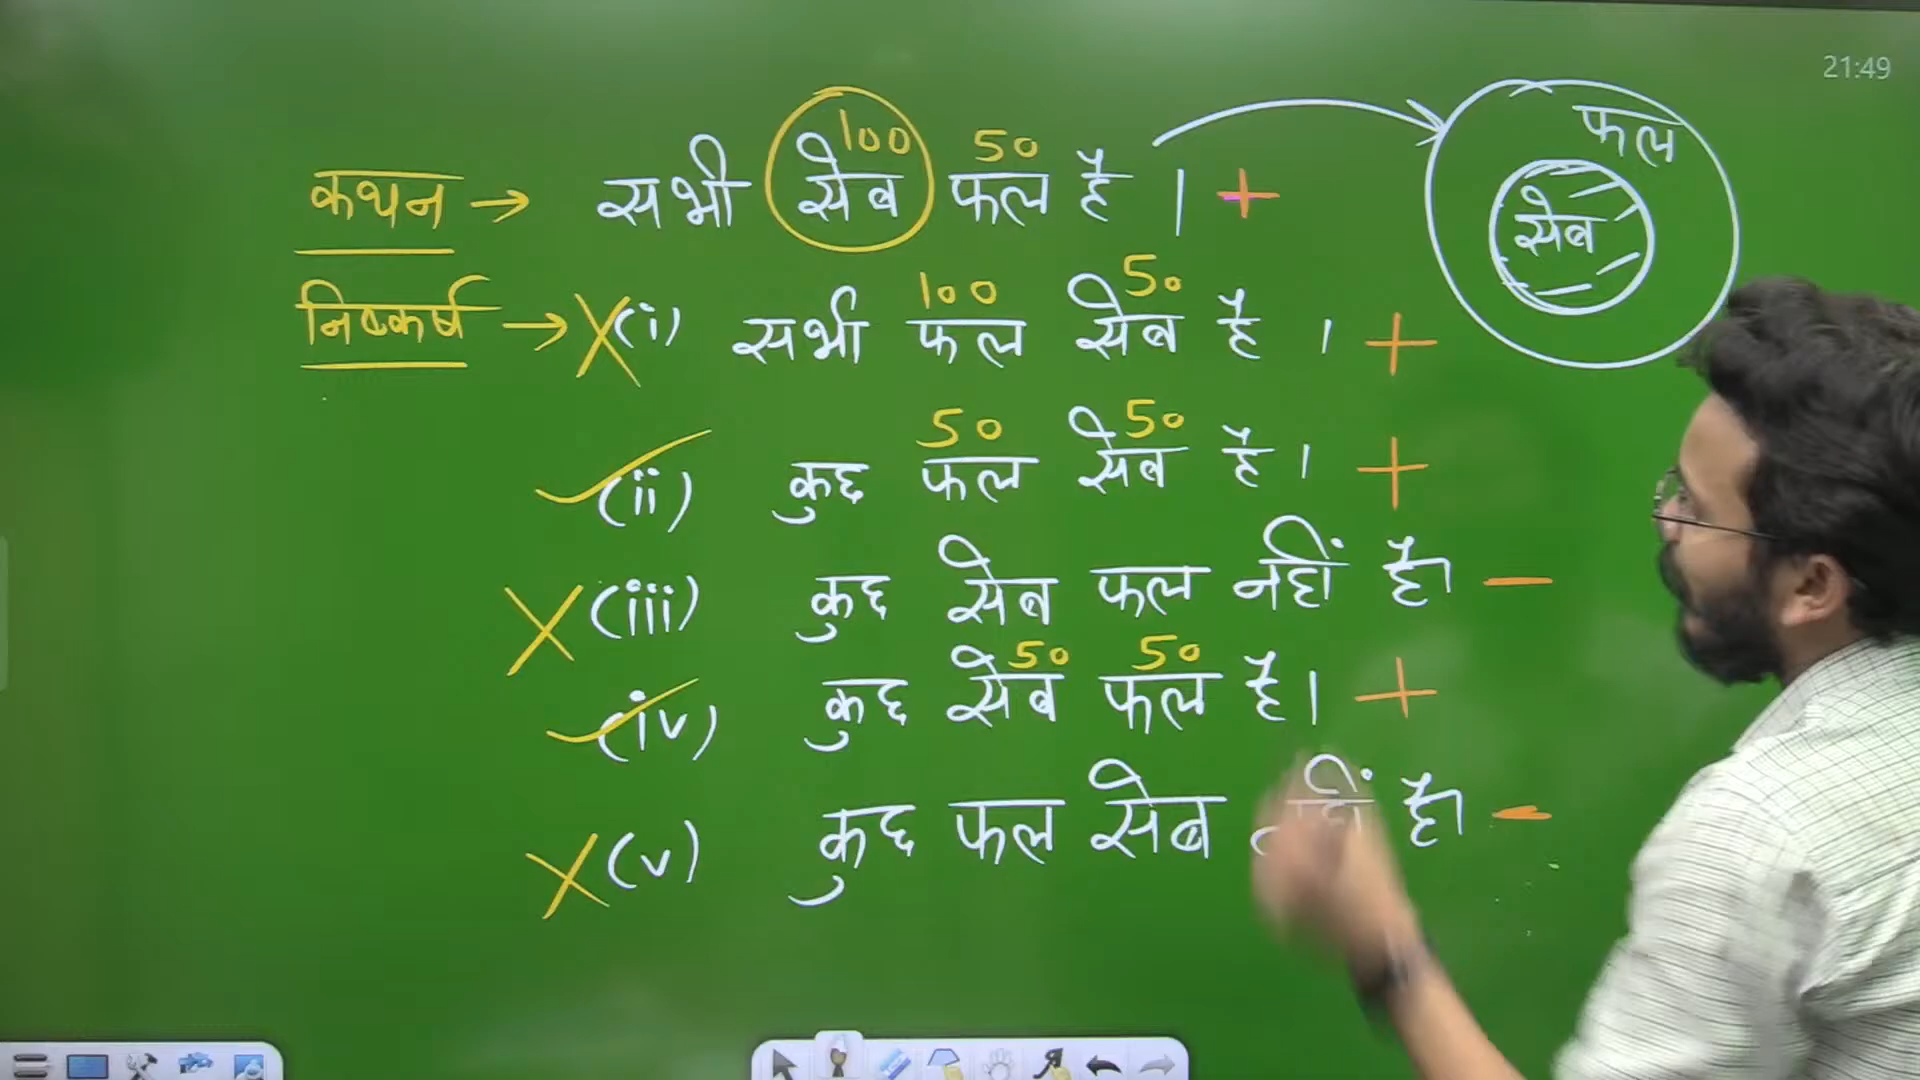 21:49
100 50
कथन → सभी सेब फल है । +
फल
सेब
100 50
निष्कर्ष → X (i) सभी फल सेब है । +
50 50
(ii) कुछ फल सेब है। +
X (iii) कुछ सेब फल नहीं है। -
50 50
(iv) कुछ सेब फल है। +
X (v) कुछ फल सेब है। -